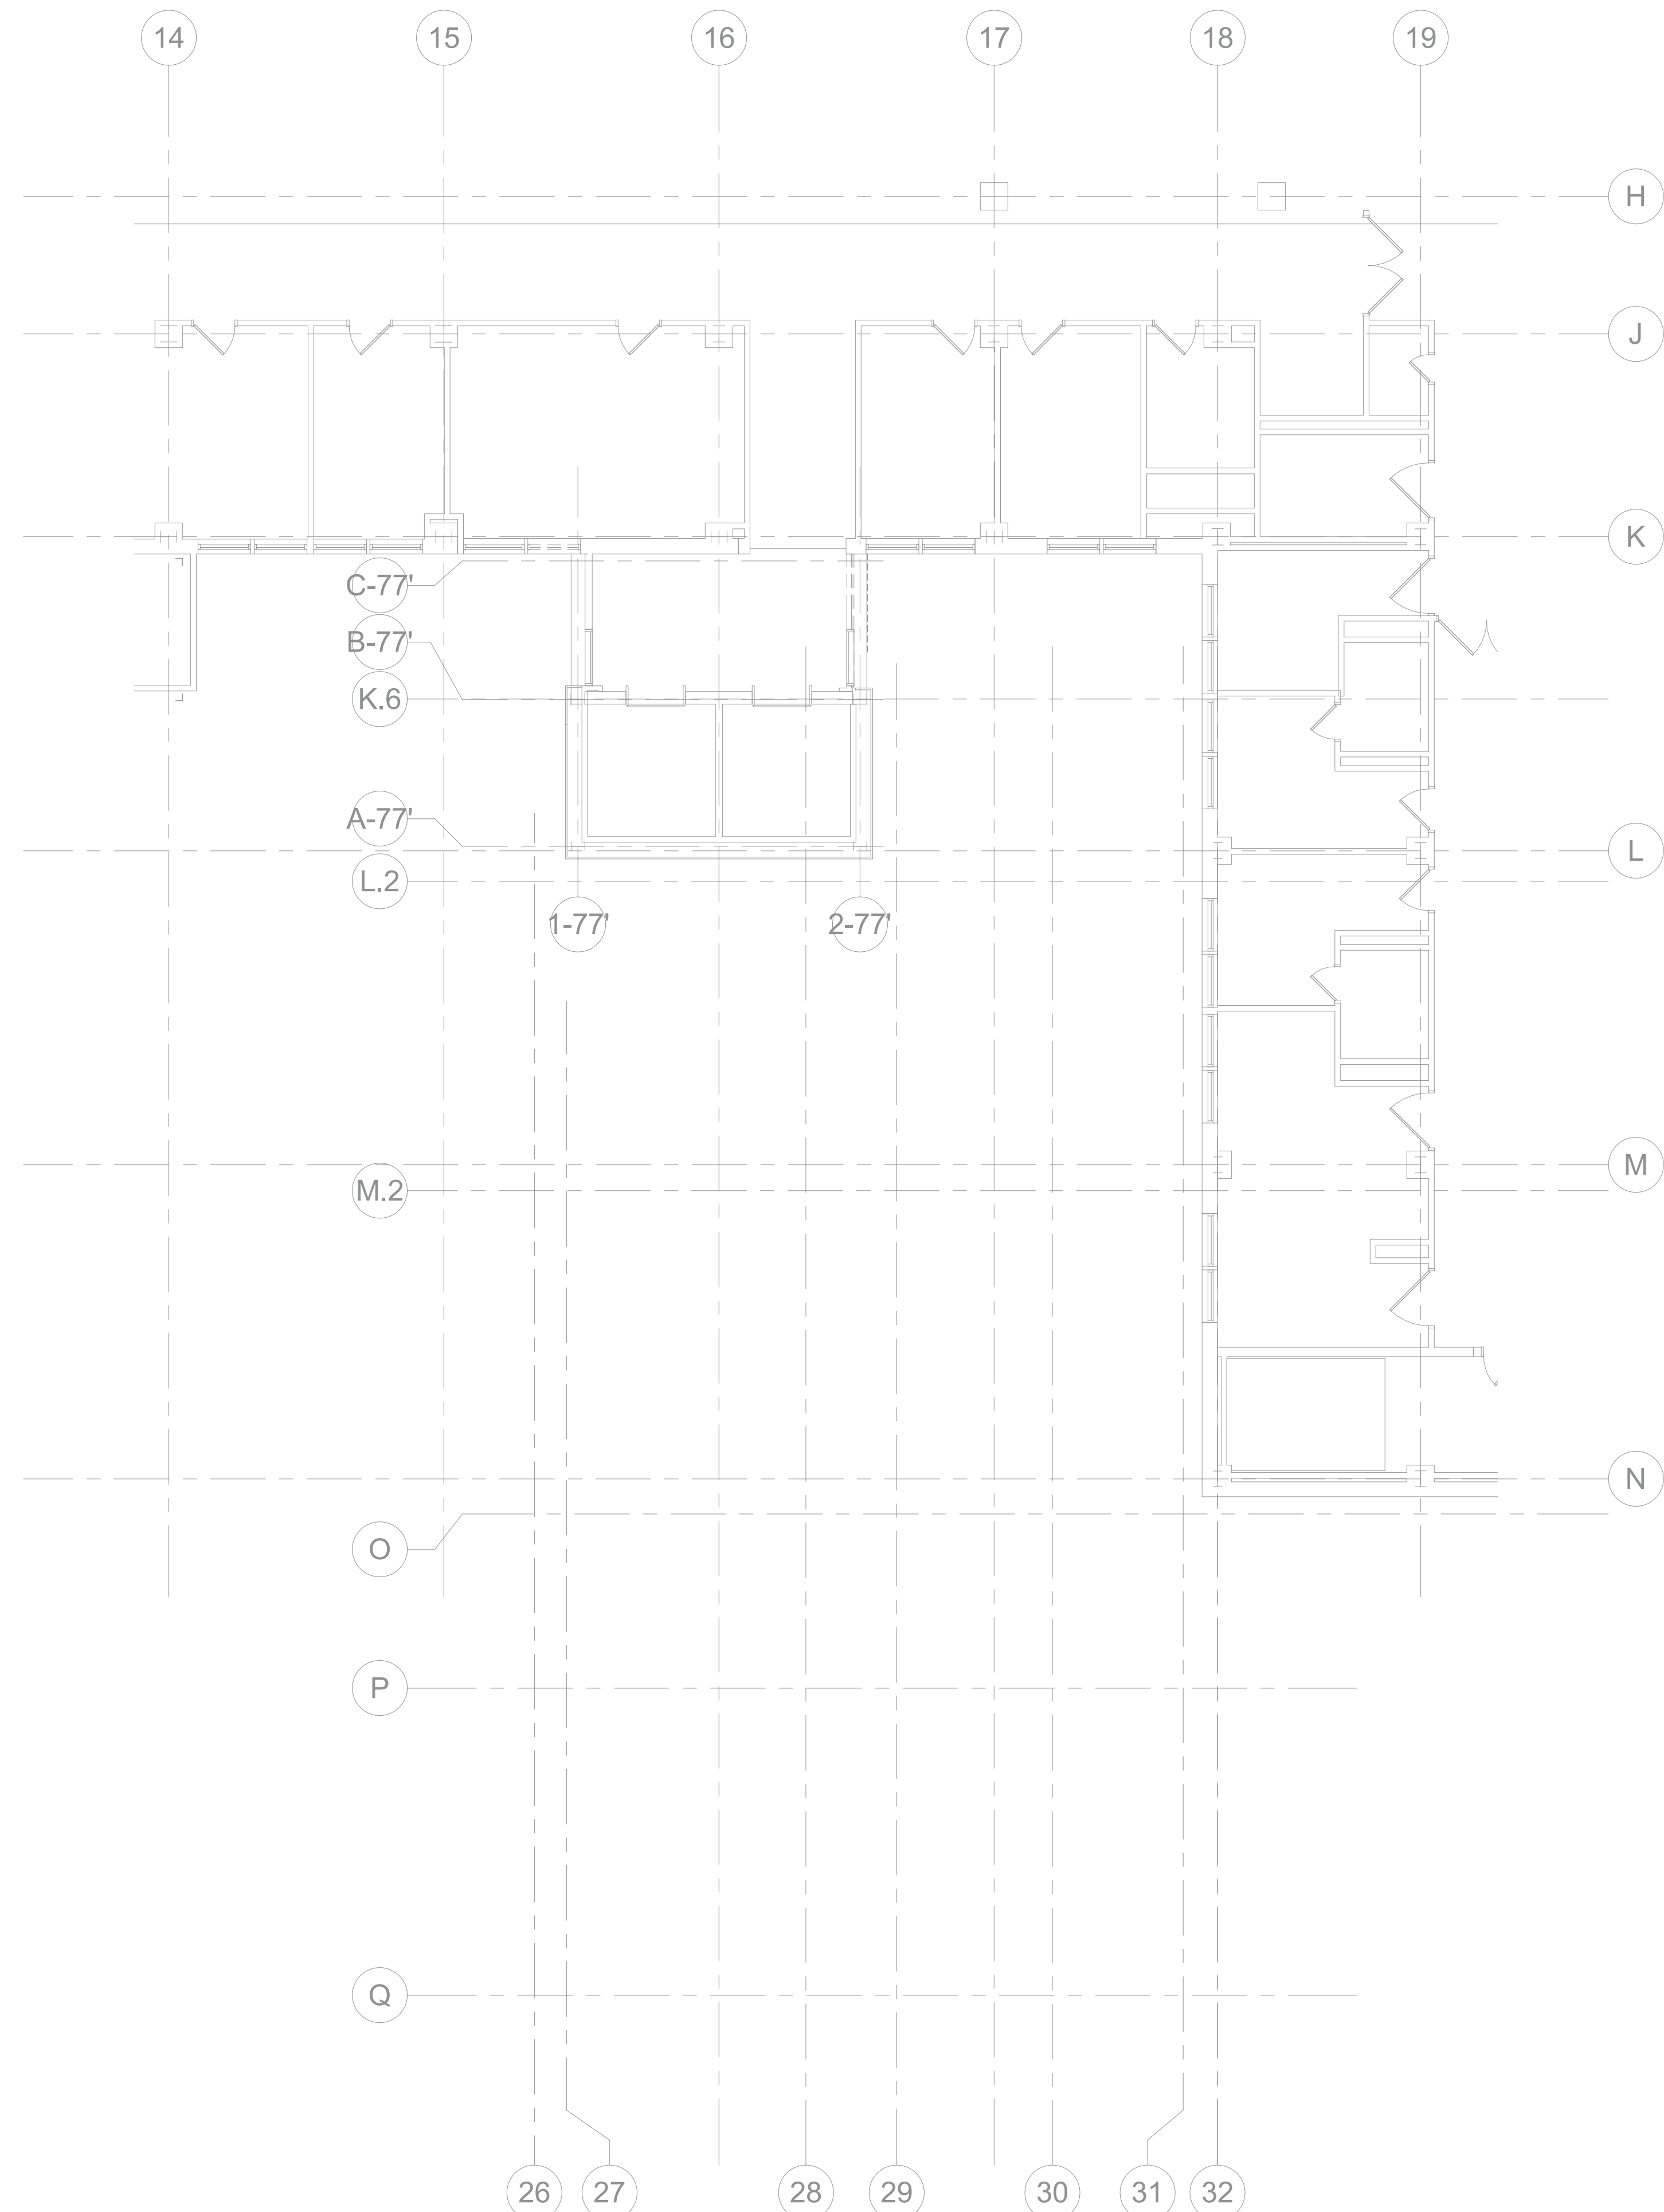 14 15 16 17 18 19
H
J
K
C-77'
B-77'
K.6
A-77'
L
L.2
1-77' 2-77'
M
M.2
N
O
P
Q
26 27 28 29 30 31 32